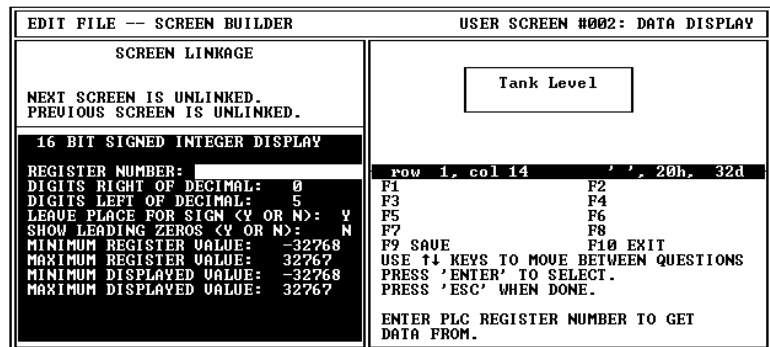 EDIT FILE -- SCREEN BUILDER
USER SCREEN #002: DATA DISPLAY
SCREEN LINKAGE
NEXT SCREEN IS UNLINKED.
PREVIOUS SCREEN IS UNLINKED.
16 BIT SIGNED INTEGER DISPLAY
REGISTER NUMBER:
DIGITS RIGHT OF DECIMAL: 0
DIGITS LEFT OF DECIMAL: 5
LEAVE PLACE FOR SIGN (Y OR N): Y
SHOW LEADING ZEROS (Y OR N): N
MINIMUM REGISTER VALUE: -32768
MAXIMUM REGISTER VALUE: 32767
MINIMUM DISPLAYED VALUE: -32768
MAXIMUM DISPLAYED VALUE: 32767
Tank Level
row 1, col 14 ' ', 20h, 32d
F1 F2
F3 F4
F5 F6
F7 F8
F9 SAVE F10 EXIT
USE ↑↓ KEYS TO MOVE BETWEEN QUESTIONS
PRESS 'ENTER' TO SELECT.
PRESS 'ESC' WHEN DONE.
ENTER PLC REGISTER NUMBER TO GET
DATA FROM.